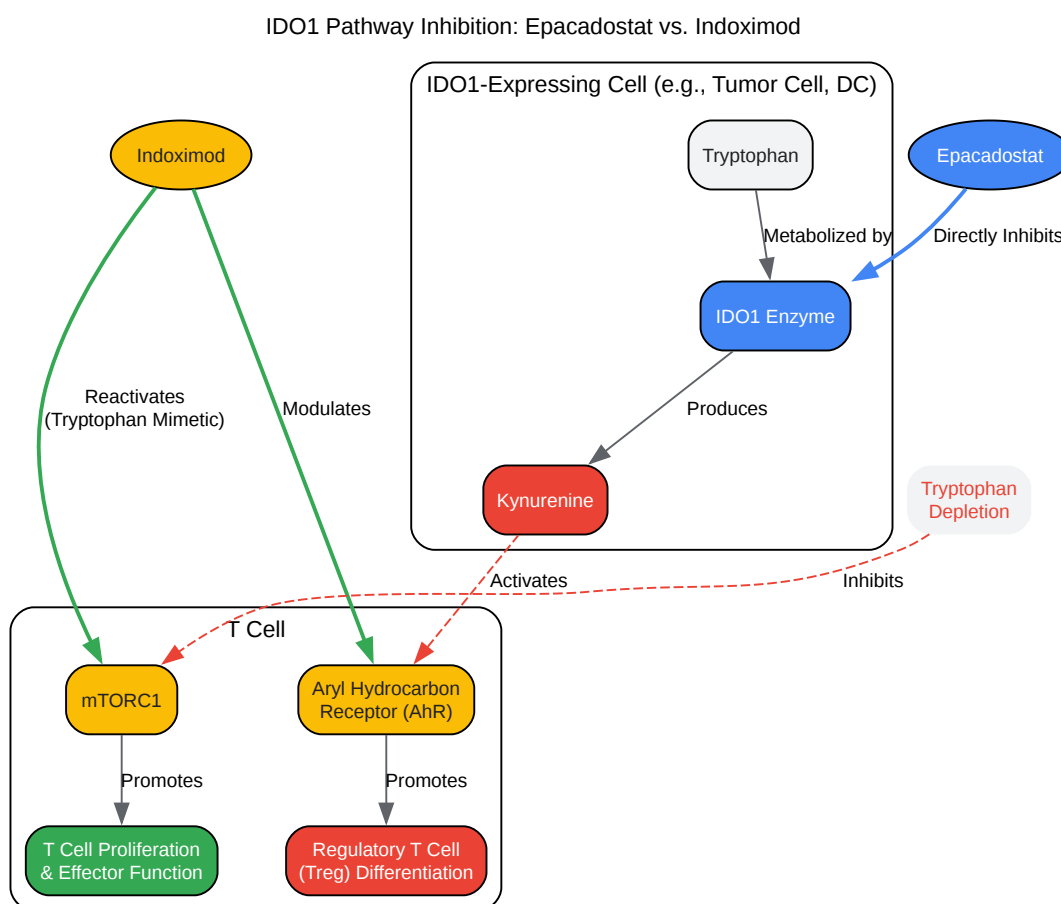 IDO1 Pathway Inhibition: Epacadostat vs. Indoximod
IDO1-Expressing Cell (e.g., Tumor Cell, DC)
Indoximod
Tryptophan
Epacadostat
Metabolized by
Directly Inhibits
IDO1 Enzyme
Reactivates
(Tryptophan Mimetic)
Modulates
Produces
Kynurenine
Tryptophan
Depletion
Activates
Inhibits
T Cell
mTORC1
Aryl Hydrocarbon
Receptor (AhR)
Promotes
Promotes
T Cell Proliferation
& Effector Function
Regulatory T Cell
(Treg) Differentiation